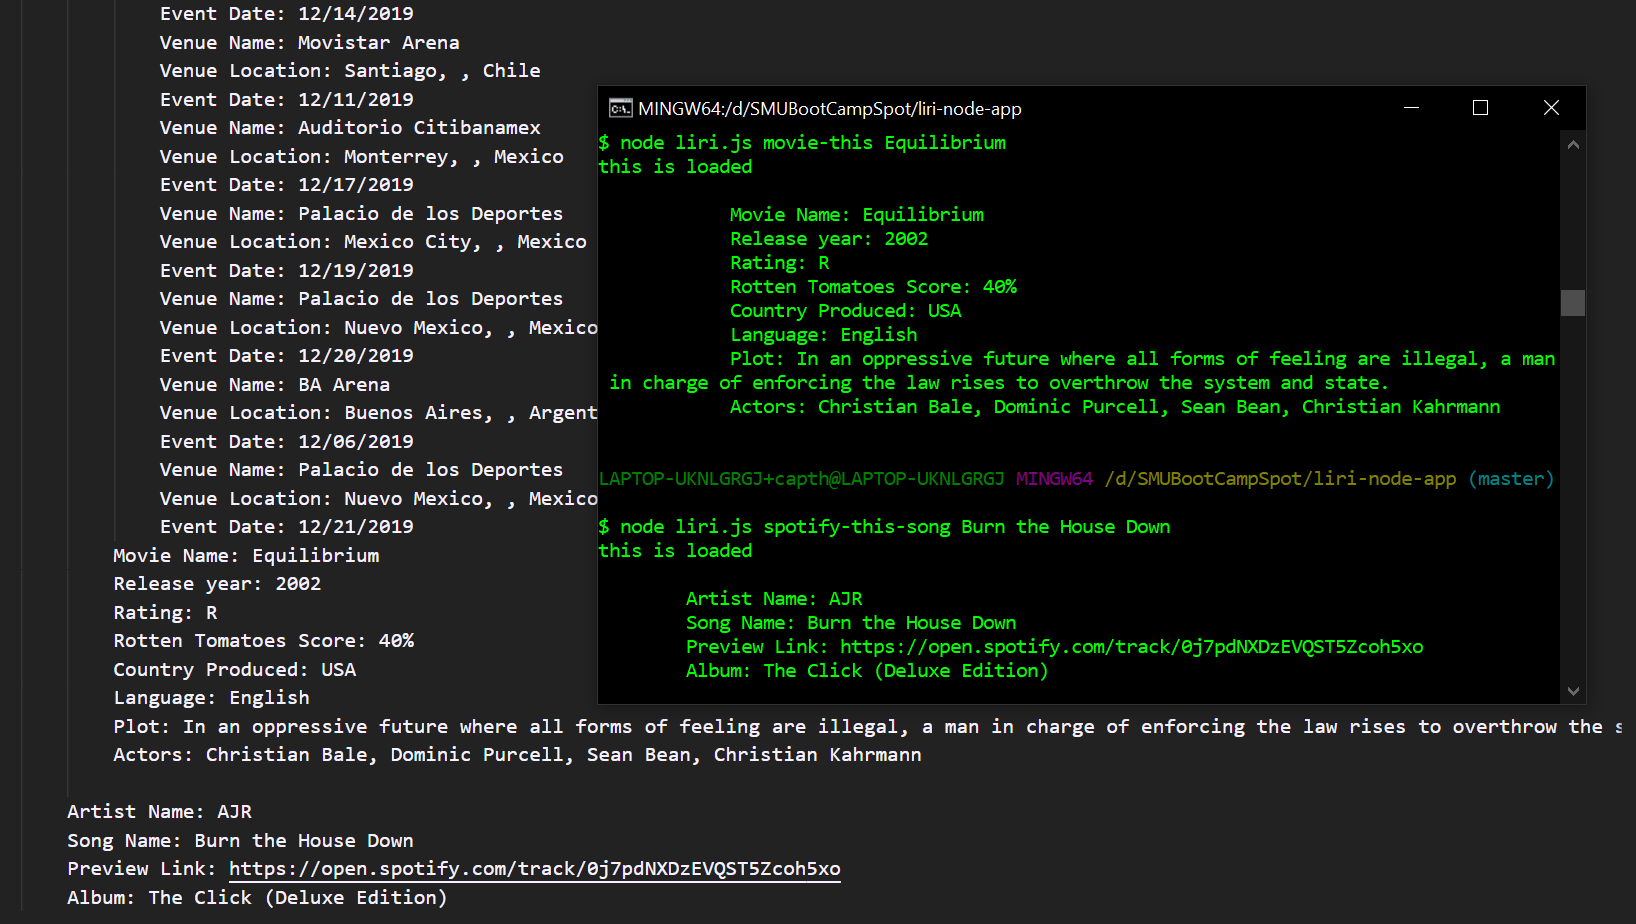 Event Date: 12/14/2019
Venue Name: Movistar Arena
Venue Location: Santiago, , Chile
Event Date: 12/11/2019
Venue Name: Auditorio Citibanamex
Venue Location: Monterrey, , Mexico
Event Date: 12/17/2019
Venue Name: Palacio de los Deportes
Venue Location: Mexico City, , Mexico
Event Date: 12/19/2019
Venue Name: Palacio de los Deportes
Venue Location: Nuevo Mexico, , Mexico
Event Date: 12/20/2019
Venue Name: BA Arena
Venue Location: Buenos Aires, , Argent
Event Date: 12/06/2019
Venue Name: Palacio de los Deportes
Venue Location: Nuevo Mexico, , Mexico
Event Date: 12/21/2019
Movie Name: Equilibrium
Release year: 2002
Rating: R
Rotten Tomatoes Score: 40%
Country Produced: USA
Language: English
Plot: In an oppressive future where all forms of feeling are illegal, a man in charge of enforcing the law rises to overthrow the s
Actors: Christian Bale, Dominic Purcell, Sean Bean, Christian Kahrmann
Artist Name: AJR
Song Name: Burn the House Down
Preview Link: https://open.spotify.com/track/0j7pdNXDzEVQST5Zcoh5xo
Album: The Click (Deluxe Edition)
MINGW64:/d/SMUBootCampSpot/liri-node-app
$ node liri.js movie-this Equilibrium
this is loaded
Movie Name: Equilibrium
Release year: 2002
Rating: R
Rotten Tomatoes Score: 40%
Country Produced: USA
Language: English
Plot: In an oppressive future where all forms of feeling are illegal, a man
in charge of enforcing the law rises to overthrow the system and state.
Actors: Christian Bale, Dominic Purcell, Sean Bean, Christian Kahrmann
LAPTOP-UKNLGRGJ+capth@LAPTOP-UKNLGRGJ MINGW64 /d/SMUBootCampSpot/liri-node-app (master)
$ node liri.js spotify-this-song Burn the House Down
this is loaded
Artist Name: AJR
Song Name: Burn the House Down
Preview Link: https://open.spotify.com/track/0j7pdNXDzEVQST5Zcoh5xo
Album: The Click (Deluxe Edition)